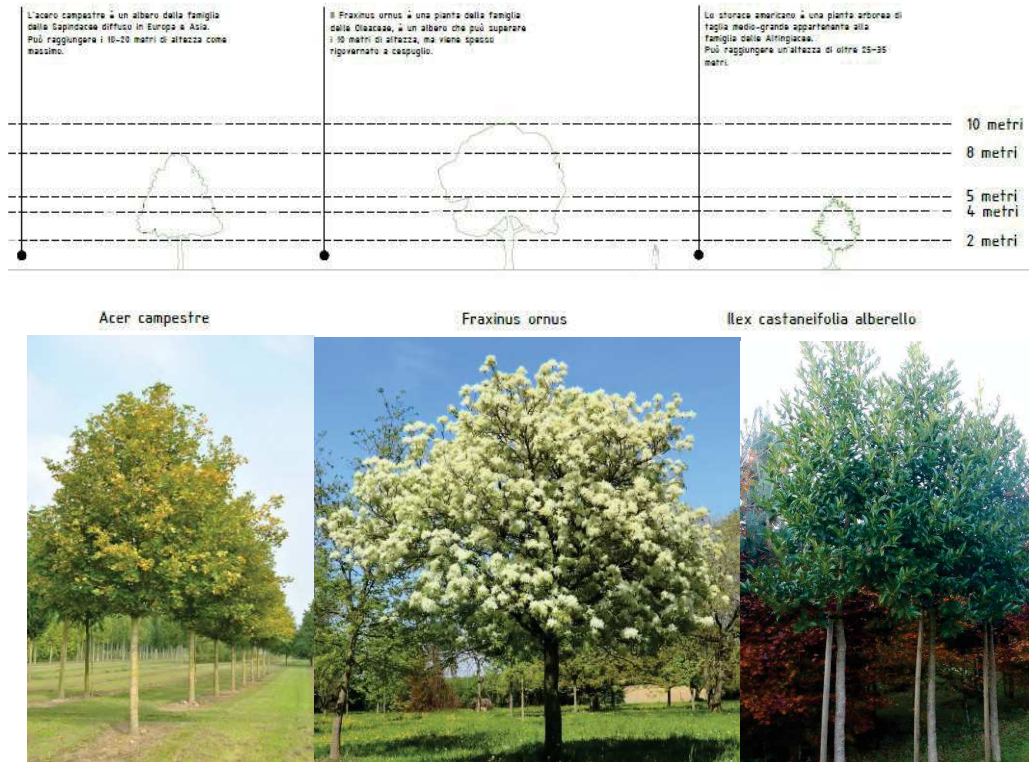 L'acero campestre è un albero della famiglia
delle Sapindacee diffuso in Europa e Asia.
Può raggiungere i 10-20 metri di altezza come
massimo.
Il Fraxinus ornus è una pianta della famiglia
delle Oleaceae, è un albero che può superare
i 10 metri di altezza, ma viene spesso
rigovernato a cespuglio.
Lo storace americano è una pianta arborea di
taglia medio-grande appartenente alla
famiglia delle Altingiacee.
Può raggiungere un'altezza di oltre 25-35
metri.
10 metri
8 metri
5 metri
4 metri
2 metri
Acer campestre
Fraxinus ornus
Ilex castaneifolia alberello